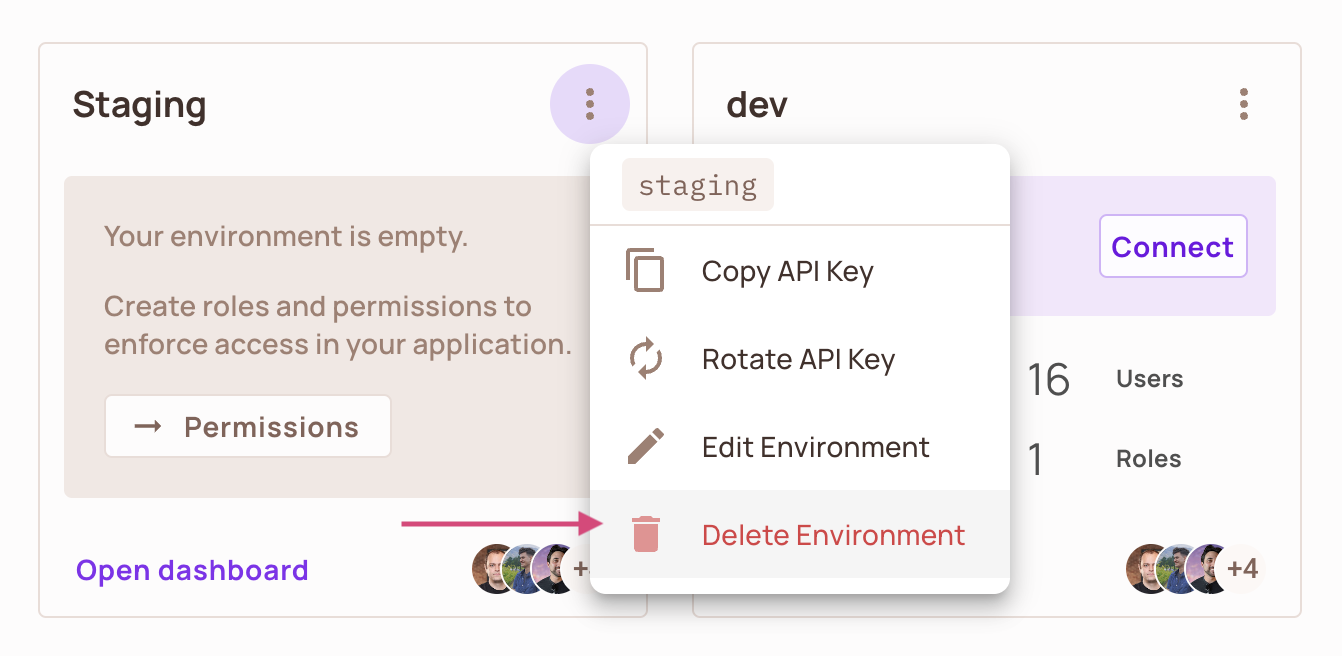 Staging
Your environment is empty.
Create roles and permissions to
enforce access in your application.
→ Permissions
Open dashboard
staging
Copy API Key
Rotate API Key
Edit Environment
Delete Environment
dev
Connect
16 Users
1 Roles
+4